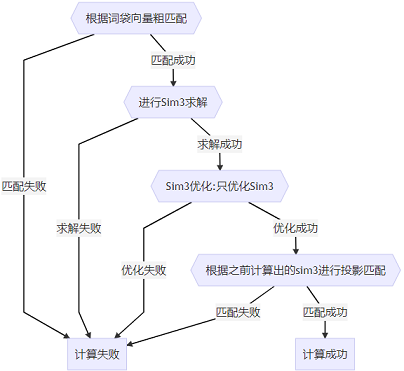 根据词袋向量粗匹配
匹配成功
进行Sim3求解
求解成功
匹配失败
Sim3优化:只优化Sim3
求解失败
优化成功
优化失败
根据之前计算出的sim3进行投影匹配
匹配失败
匹配成功
计算失败
计算成功